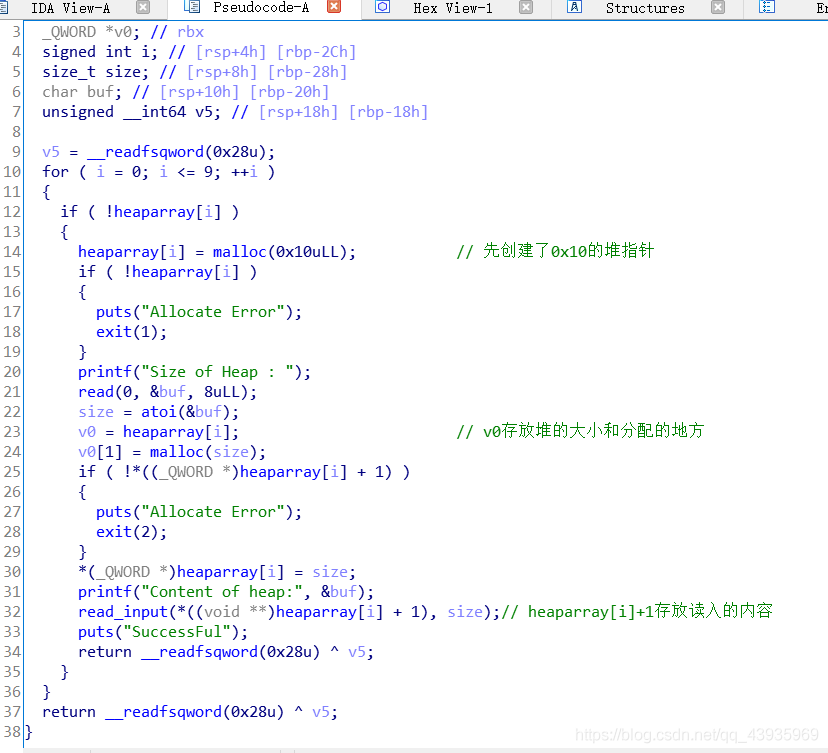 IDA View-A Pseudocode-A Hex View-1 Structures En
3 _QWORD *v0; // rbx
4 signed int i; // [rsp+4h] [rbp-2Ch]
5 size_t size; // [rsp+8h] [rbp-28h]
6 char buf; // [rsp+10h] [rbp-20h]
7 unsigned __int64 v5; // [rsp+18h] [rbp-18h]
8
9 v5 = __readfsqword(0x28u);
10 for ( i = 0; i <= 9; ++i )
11 {
12 if ( !heaparray[i] )
13 {
14 heaparray[i] = malloc(0x10uLL); // 先创建了0x10的堆指针
15 if ( !heaparray[i] )
16 {
17 puts("Allocate Error");
18 exit(1);
19 }
20 printf("Size of Heap : ");
21 read(0, &buf, 8uLL);
22 size = atoi(&buf);
23 v0 = heaparray[i]; // v0存放堆的大小和分配的地方
24 v0[1] = malloc(size);
25 if ( !*((_QWORD *)heaparray[i] + 1) )
26 {
27 puts("Allocate Error");
28 exit(2);
29 }
30 *(_QWORD *)heaparray[i] = size;
31 printf("Content of heap:", &buf);
32 read_input(*((void **)heaparray[i] + 1), size);// heaparray[i]+1存放读入的内容
33 puts("SuccessFul");
34 return __readfsqword(0x28u) ^ v5;
35 }
36 }
37 return __readfsqword(0x28u) ^ v5;
38 }
https://blog.csdn.net/qq_43935969